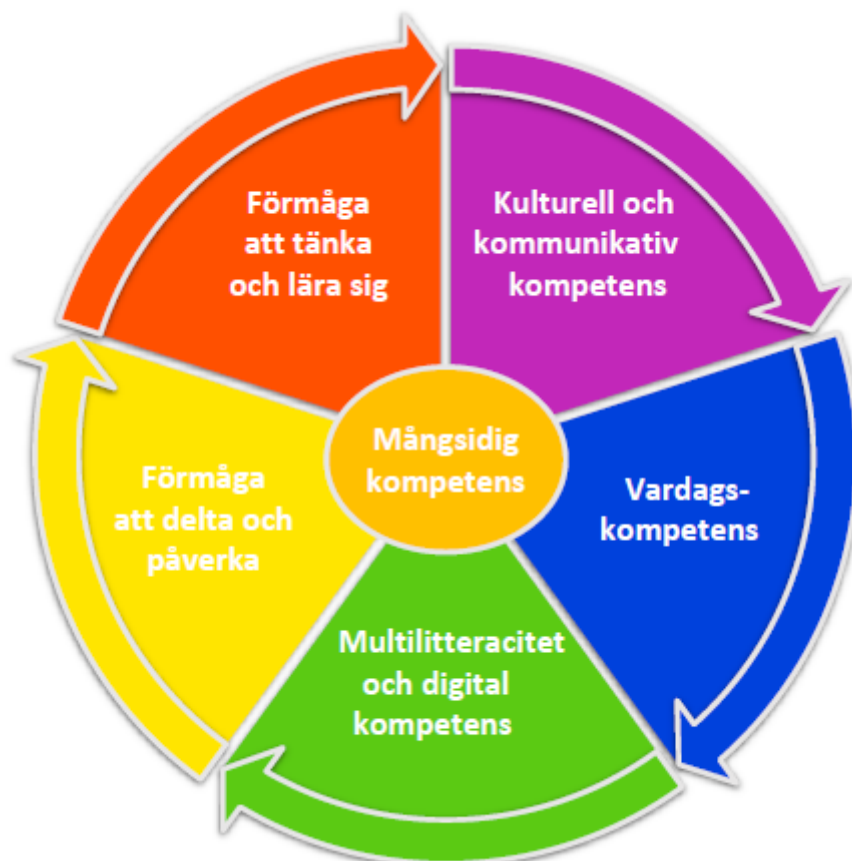 Förmåga
att tänka
och lära sig
Kulturell och
kommunikativ
kompetens
Mångsidig
kompetens
Vardags-
kompetens
Förmåga
att delta och
påverka
Multilitteracitet
och digital
kompetens